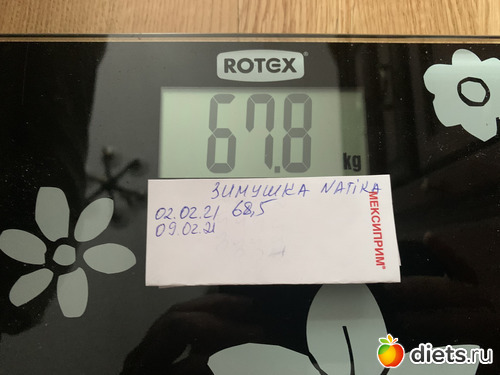 ROTEX
67.8 kg
ЗИМУШКА NATIKA
02.02.21 68,5
09.02.21
МЕКСИПРИМ®
diets.ru